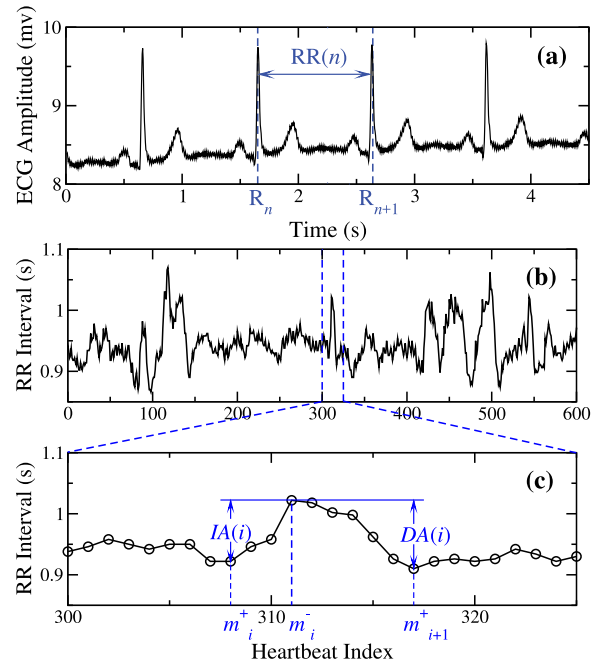 ECG Amplitude (mv)
10
9
8
(a)
RR(n)
0 1 2 3 4
Rₙ Rₙ₊₁
Time (s)
RR Interval (s)
1.1
1
0.9
(b)
0 100 200 300 400 500 600
RR Interval (s)
1.1
1
0.9
(c)
IA(i) DA(i)
300 310 320
m⁺ᵢ m⁻ᵢ m⁺ᵢ₊₁
Heartbeat Index